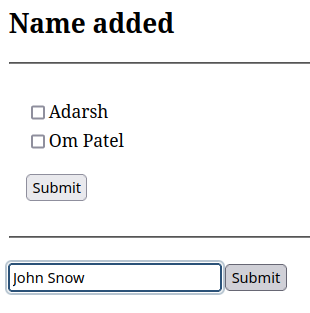 Name added
Adarsh
Om Patel
Submit
John Snow Submit